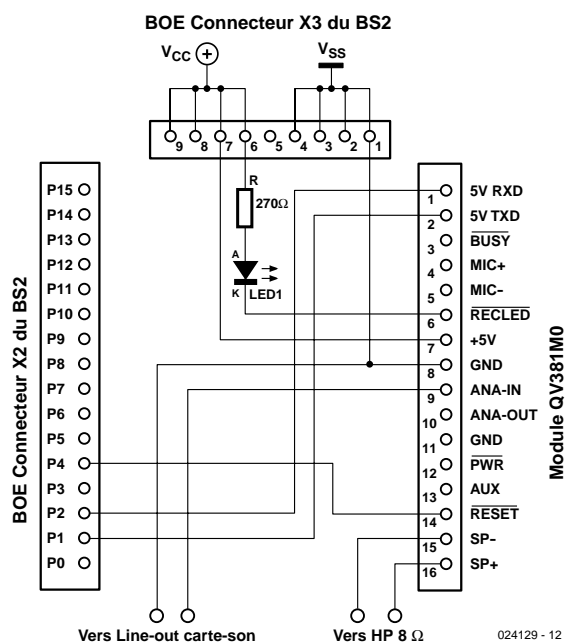 BOE Connecteur X3 du BS2
VCC
VSS
9 8 7 6 5 4 3 2 1
BOE Connecteur X2 du BS2
P15
P14
P13
P12
P11
P10
P9
P8
P7
P6
P5
P4
P3
P2
P1
P0
R
270Ω
A
K
LED1
Module QV381M0
1 5V RXD
2 5V TXD
3 BUSY
4 MIC+
5 MIC–
6 RECLED
7 +5V
8 GND
9 ANA-IN
10 ANA-OUT
11 GND
12 PWR
13 AUX
14 RESET
15 SP–
16 SP+
Vers Line-out carte-son
Vers HP 8 Ω
024129 - 12